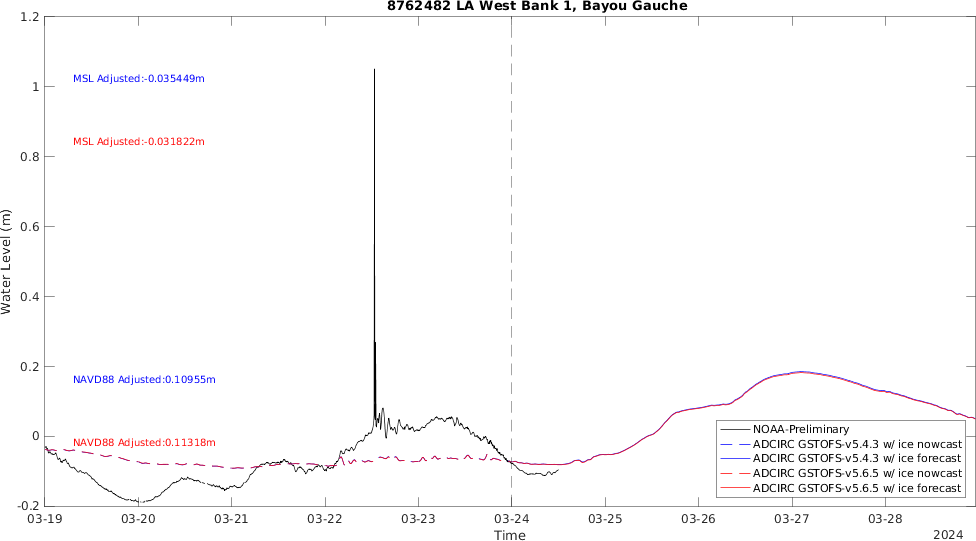 8762482 LA West Bank 1, Bayou Gauche
1.2
1
0.8
0.6
0.4
0.2
0
-0.2
Water Level (m)
MSL Adjusted:-0.035449m
MSL Adjusted:-0.031822m
NAVD88 Adjusted:0.10955m
NAVD88 Adjusted:0.11318m
NOAA-Preliminary
ADCIRC GSTOFS-v5.4.3 w/ ice nowcast
ADCIRC GSTOFS-v5.4.3 w/ ice forecast
ADCIRC GSTOFS-v5.6.5 w/ ice nowcast
ADCIRC GSTOFS-v5.6.5 w/ ice forecast
03-19 03-20 03-21 03-22 03-23 03-24 03-25 03-26 03-27 03-28
Time
2024